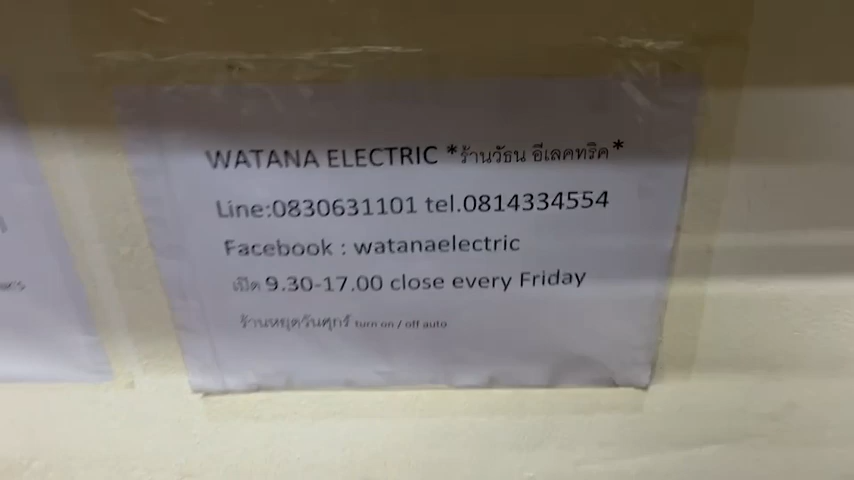 WATANA ELECTRIC *ร้านวัธน อีเลคทริค*
Line:0830631101 tel.0814334554
Facebook : watanaelectric
เปิด 9.30-17.00 close every Friday
ร้านหยุดวันศุกร์ turn on / off auto